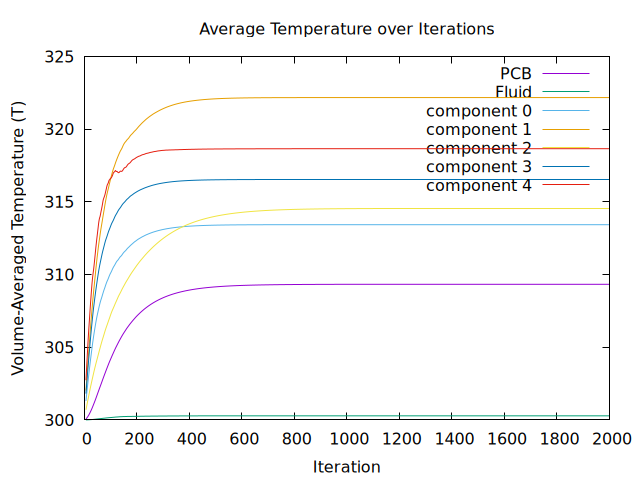 Average Temperature over Iterations
325
320
315
310
305
300
Volume-Averaged Temperature (T)
PCB
Fluid
component 0
component 1
component 2
component 3
component 4
0 200 400 600 800 1000 1200 1400 1600 1800 2000
Iteration